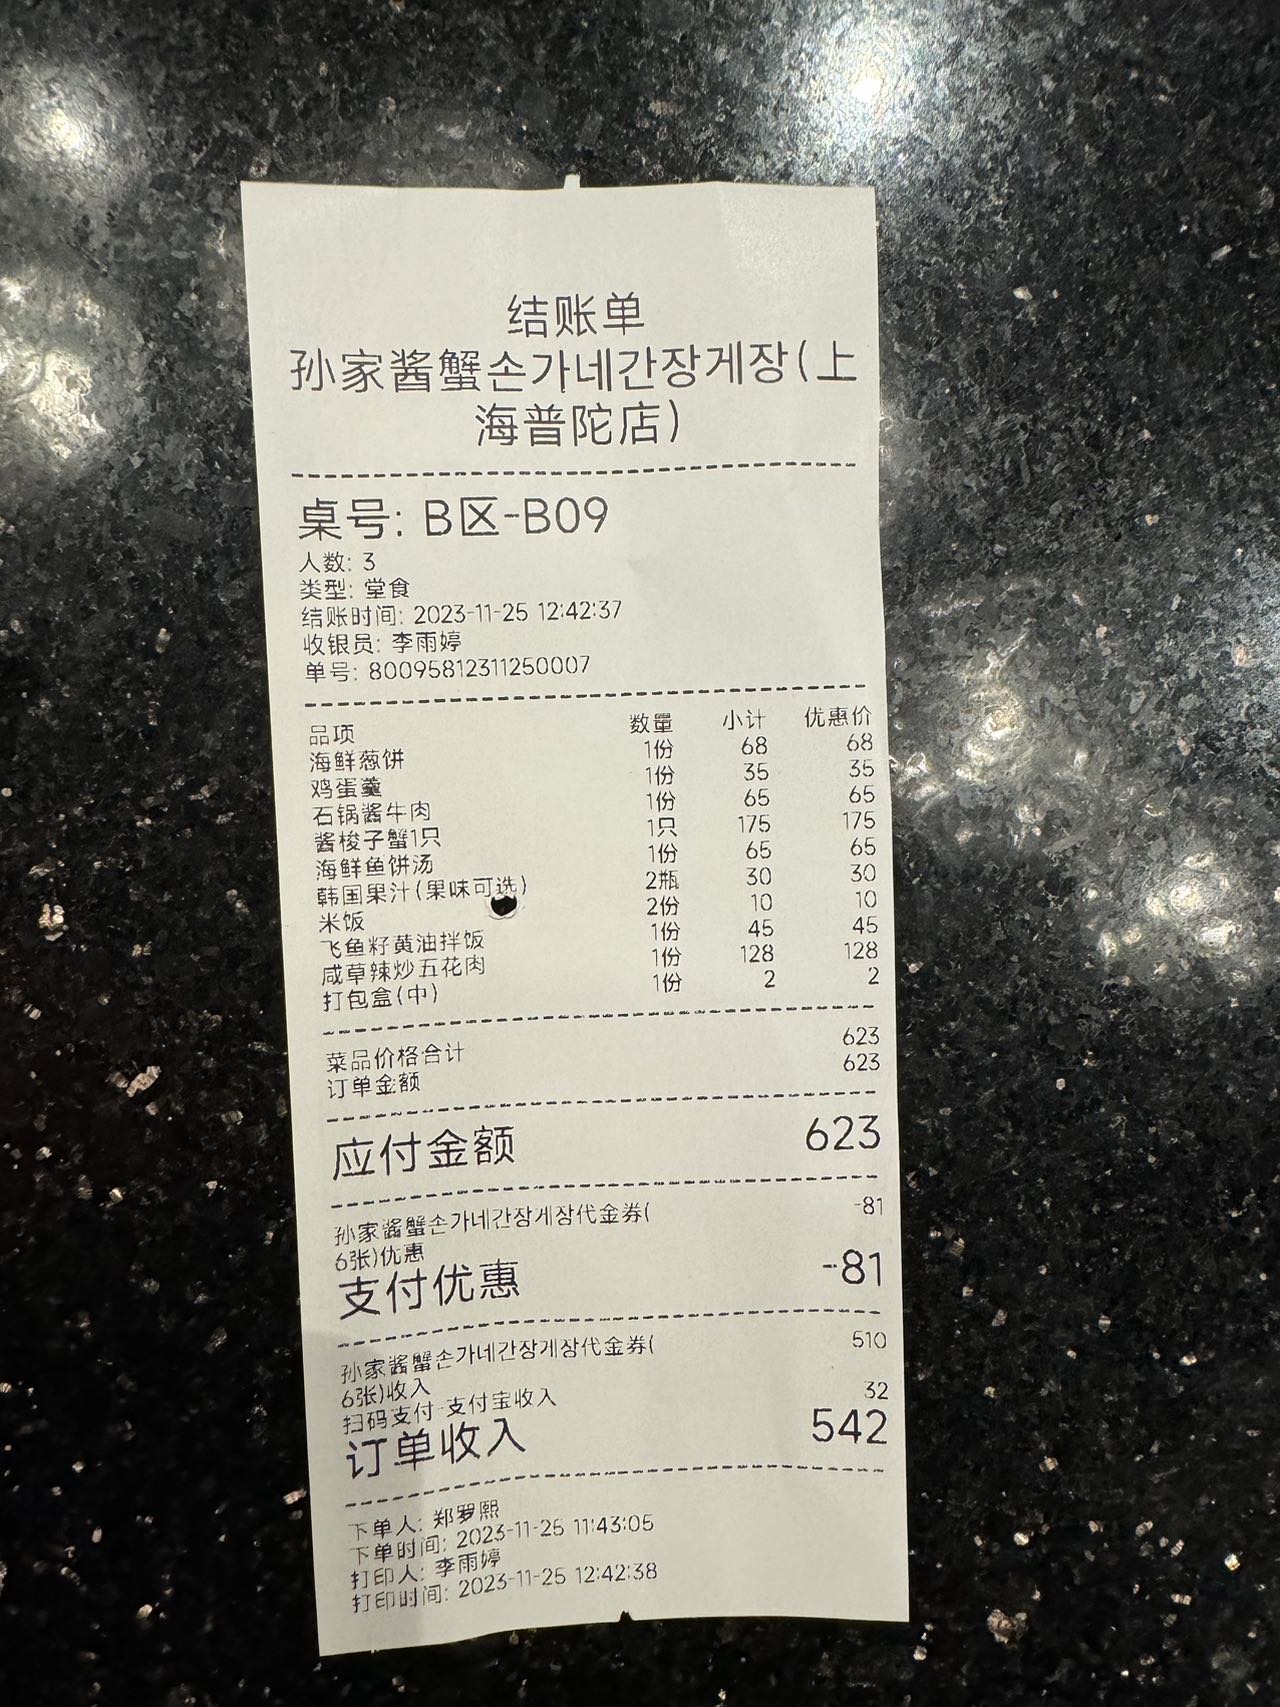 结账单
孙家酱蟹손가네간장게장(上
海普陀店)
桌号: B区-B09
人数: 3
类型: 堂食
结账时间: 2023-11-25 12:42:37
收银员: 李雨婷
单号: 80095812311250007
品项 数量 小计 优惠价
海鲜葱饼 1份 68 68
鸡蛋羹 1份 35 35
石锅酱牛肉 1份 65 65
酱梭子蟹1只 1只 175 175
海鲜鱼饼汤 1份 65 65
韩国果汁(果味可选) 2瓶 30 30
米饭 2份 10 10
飞鱼籽黄油拌饭 1份 45 45
咸草辣炒五花肉 1份 128 128
打包盒(中) 1份 2 2
菜品价格合计 623
订单金额 623
应付金额 623
孙家酱蟹손가네간장게장代金券( -81
6张)优惠
支付优惠 -81
孙家酱蟹손가네간장게장代金券( 510
6张)收入
扫码支付-支付宝收入 32
订单收入 542
下单人: 郑罗熙
下单时间: 2023-11-25 11:43:05
打印人: 李雨婷
打印时间: 2023-11-25 12:42:38